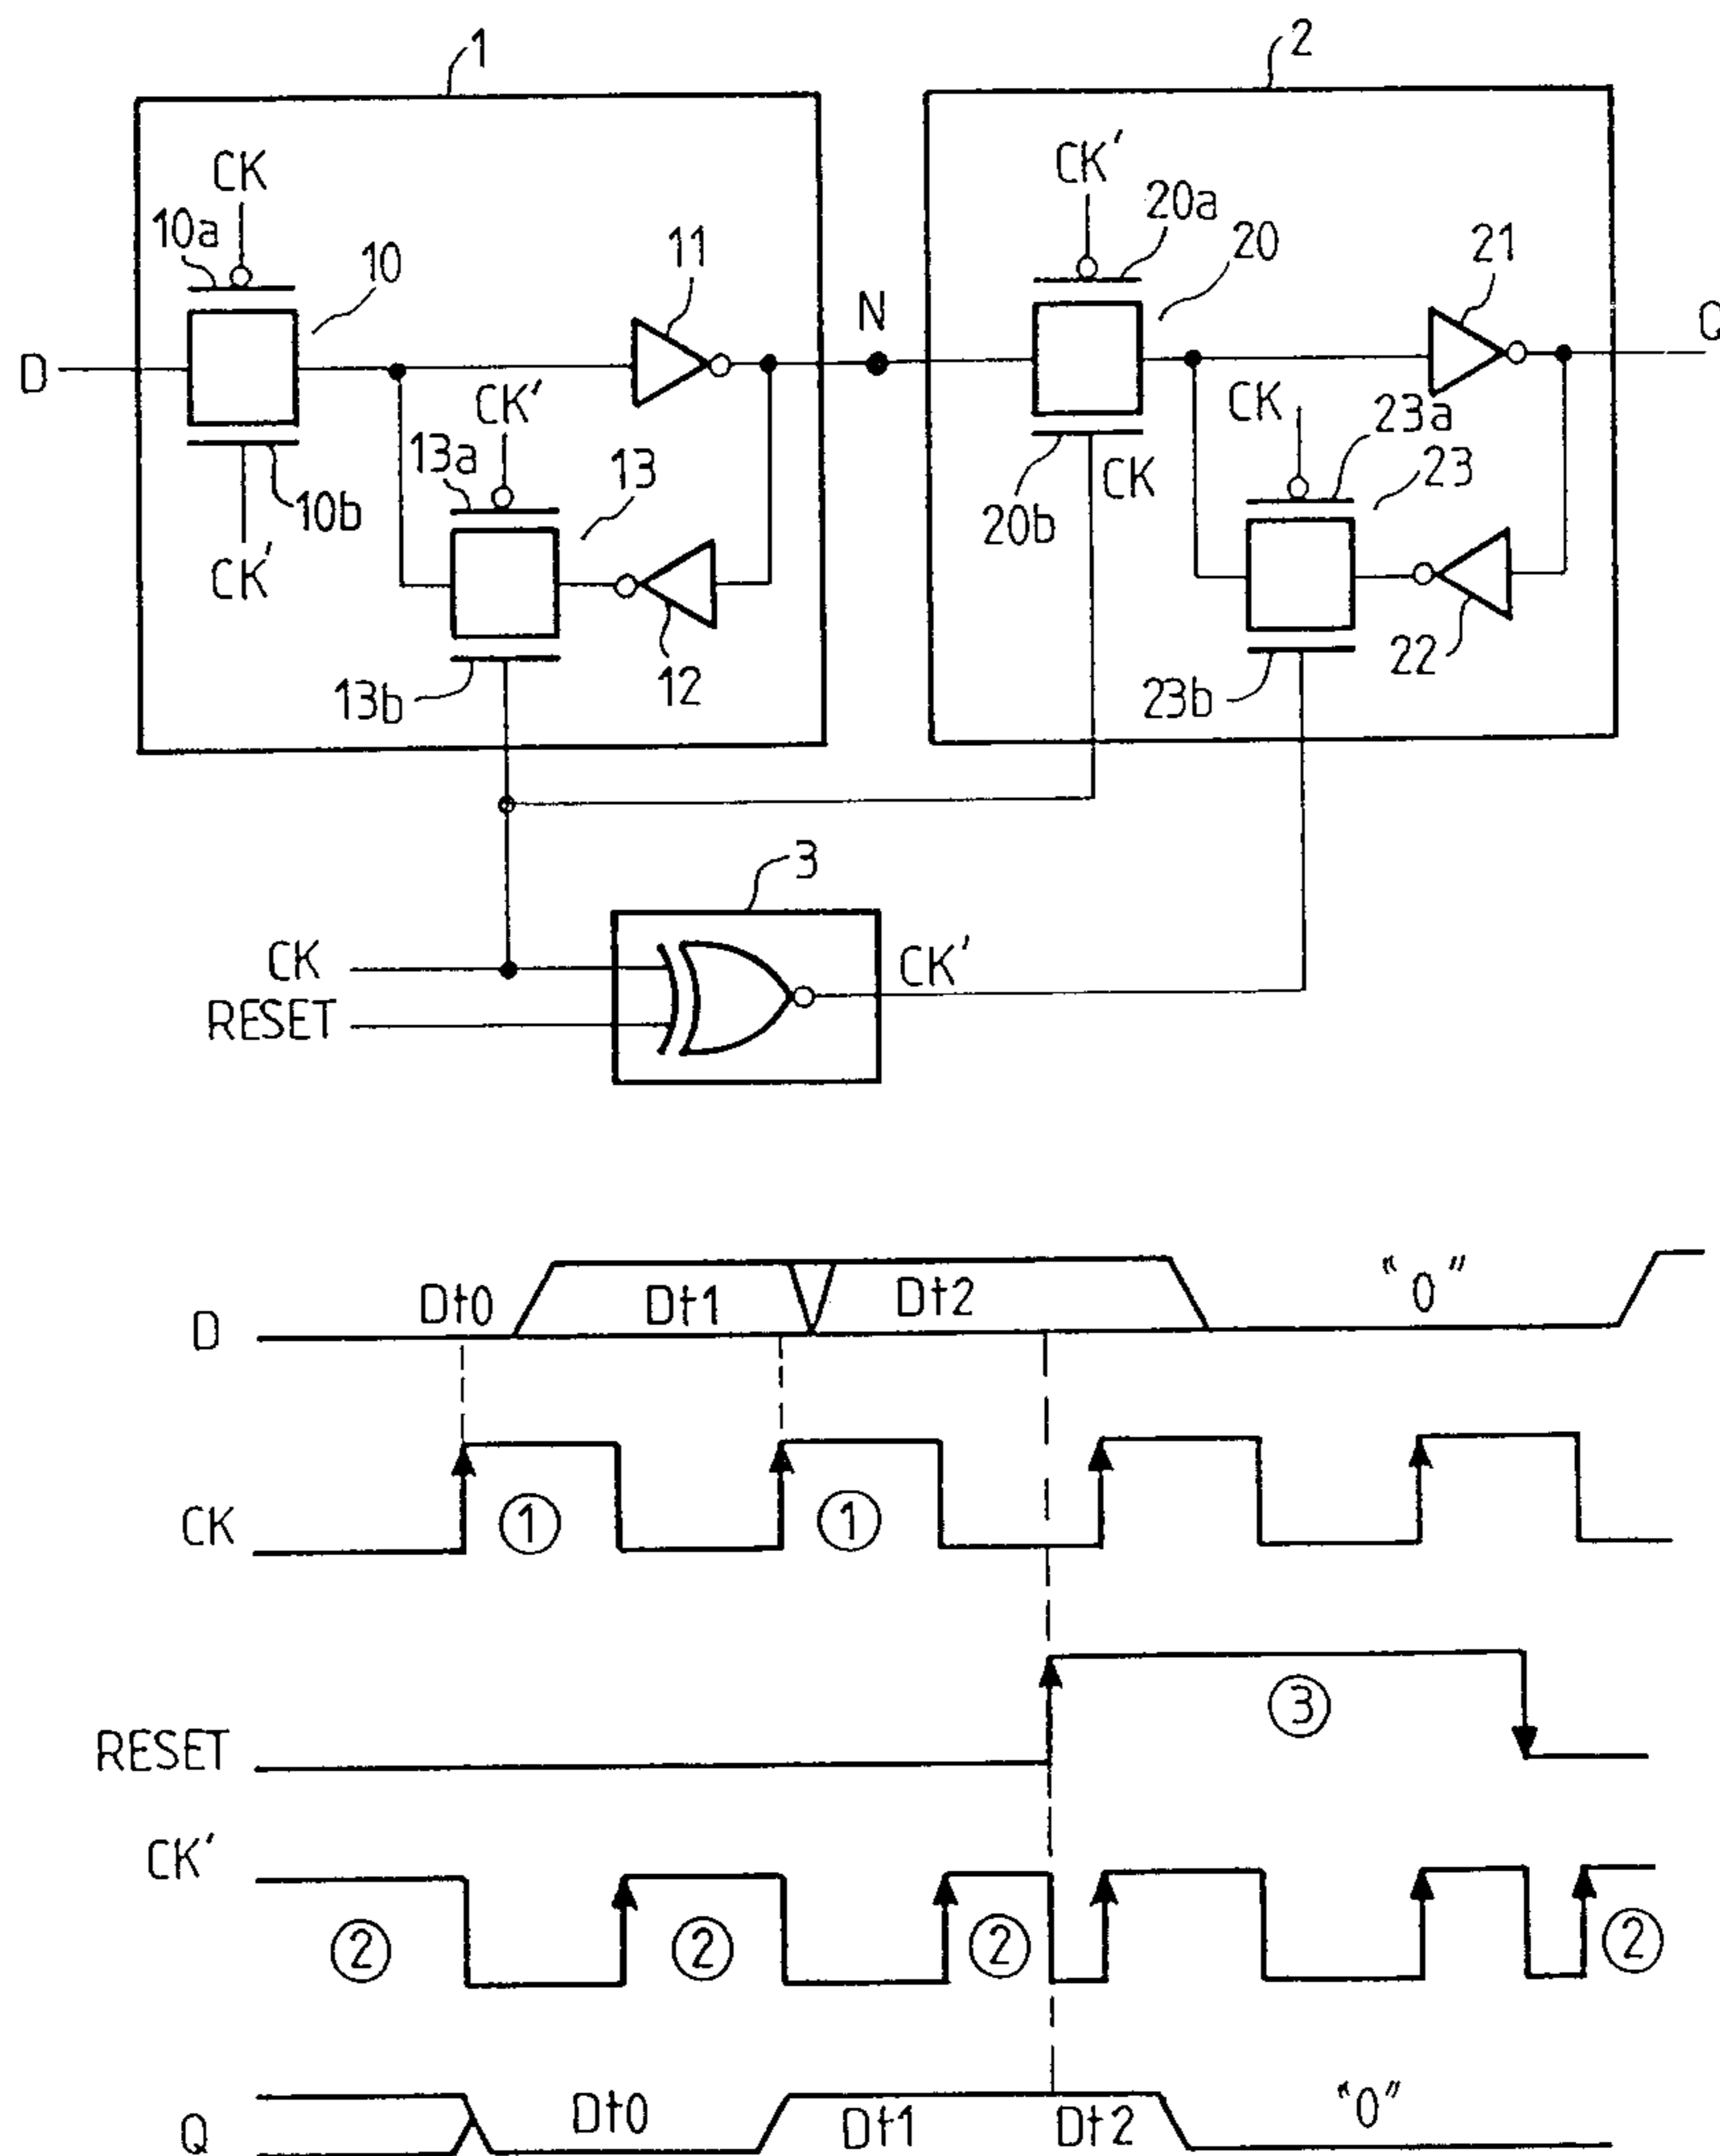 1
2
CK
10a
10
11
CK'
13a
13
10b
CK'
12
13b
N
D
CK'
20a
20
21
Q
CK
23a
23
CK
20b
22
23b
3
CK
CK'
RESET
D
Dt0
Dt1
Dt2
"0"
CK
①
①
RESET
③
CK'
②
②
②
②
Q
Dt0
Dt1
Dt2
"0"